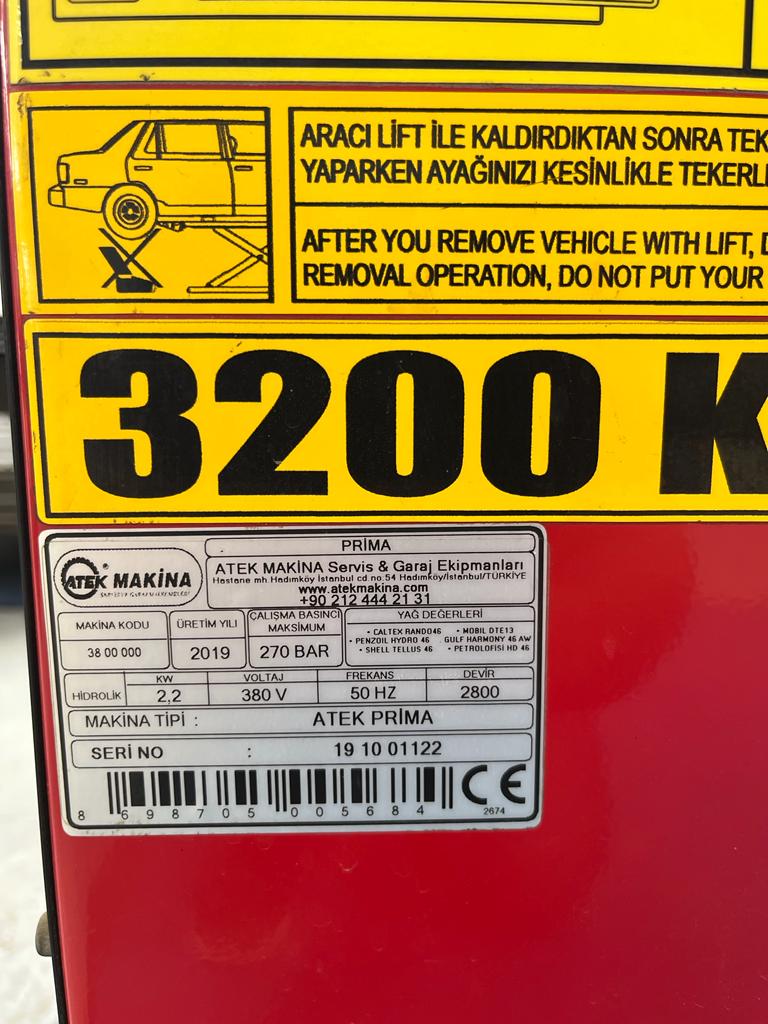 ARACI LİFT İLE KALDIRDIKTAN SONRA TEK
YAPARKEN AYAĞINIZI KESİNLİKLE TEKERL
AFTER YOU REMOVE VEHICLE WITH LIFT, D
REMOVAL OPERATION, DO NOT PUT YOUR
3200 K
ATEK MAKİNA
PRİMA
ATEK MAKİNA Servis & Garaj Ekipmanları
Hastane mh. Hadımköy İstanbul cd. no.54 Hadımköy/İstanbul/TÜRKİYE
www.atekmakina.com
+90 212 444 21 31
MAKİNA KODU
38 00 000
ÜRETİM YILI
2019
ÇALIŞMA BASINCI
MAKSİMUM
270 BAR
YAĞ DEĞERLERİ
• CALTEX RANDO46 • MOBIL DTE13
• PENZOIL HYDRO 46 GULF HARMONY 46 AW
• SHELL TELLUS 46 • PETROLOFİSİ HD 46
KW VOLTAJ FREKANS DEVİR
HİDROLİK 2,2 380 V 50 HZ 2800
MAKİNA TİPİ : ATEK PRİMA
SERİ NO : 19 10 01122
8 698705 005684
CE
2674